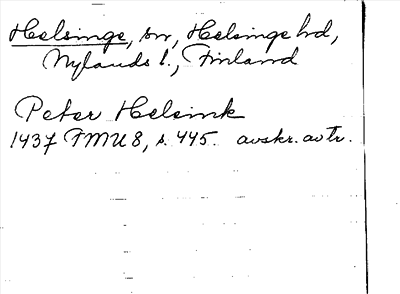 Helsinge, sn, Helsinge hd,
Nylands l., Finland
Peter Helsink
1437 FMU 8, s. 445. avskr. avtr.